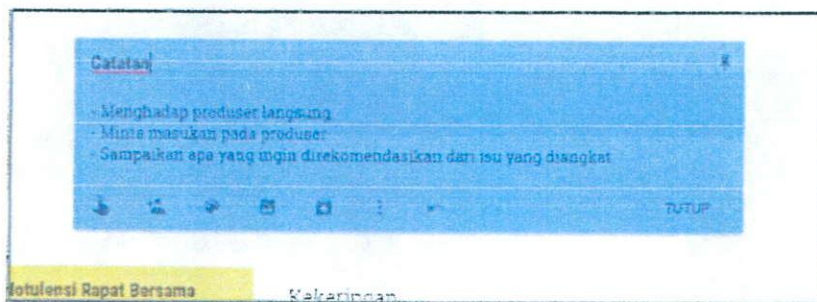 Catatan
- Menghadap produser langsung
- Minta masukan pada produser
- Sampaikan apa yang ingin direkomendasikan dari isu yang diangkat
TUTUP
Notulensi Rapat Bersama
Kekeringan